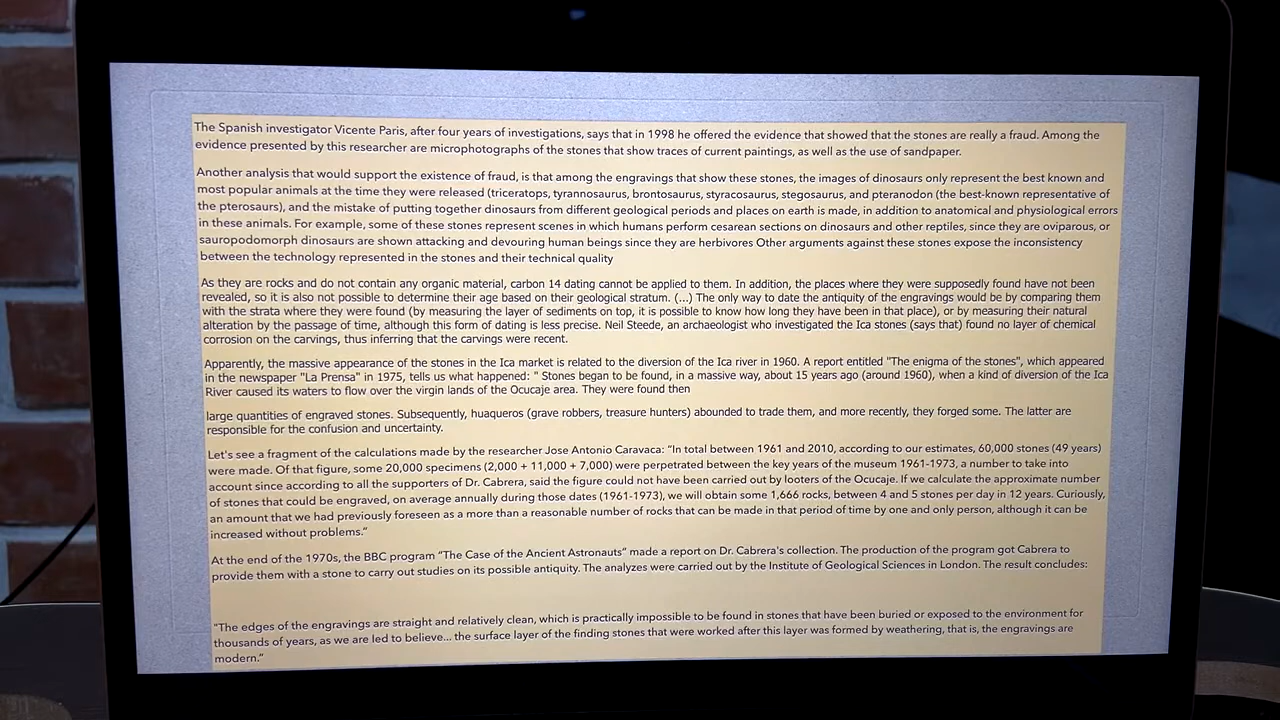 The Spanish investigator Vicente Paris, after four years of investigations, says that in 1998 he offered the evidence that showed that the stones are really a fraud. Among the
evidence presented by this researcher are microphotographs of the stones that show traces of current paintings, as well as the use of sandpaper.
Another analysis that would support the existence of fraud, is that among the engravings that show these stones, the images of dinosaurs only represent the best known and
most popular animals at the time they were released (triceratops, tyrannosaurus, brontosaurus, styracosaurus, stegosaurus, and pteranodon (the best-known representative of
the pterosaurs), and the mistake of putting together dinosaurs from different geological periods and places on earth is made, in addition to anatomical and physiological errors
in these animals. For example, some of these stones represent scenes in which humans perform cesarean sections on dinosaurs and other reptiles, since they are oviparous, or
sauropodomorph dinosaurs are shown attacking and devouring human beings since they are herbivores Other arguments against these stones expose the inconsistency
between the technology represented in the stones and their technical quality
As they are rocks and do not contain any organic material, carbon 14 dating cannot be applied to them. In addition, the places where they were supposedly found have not been
revealed, so it is also not possible to determine their age based on their geological stratum. (...) The only way to date the antiquity of the engravings would be by comparing them
with the strata where they were found (by measuring the layer of sediments on top, it is possible to know how long they have been in that place), or by measuring their natural
alteration by the passage of time, although this form of dating is less precise. Neil Steede, an archaeologist who investigated the Ica stones (says that) found no layer of chemical
corrosion on the carvings, thus inferring that the carvings were recent.
Apparently, the massive appearance of the stones in the Ica market is related to the diversion of the Ica river in 1960. A report entitled "The enigma of the stones", which appeared
in the newspaper "La Prensa" in 1975, tells us what happened: " Stones began to be found, in a massive way, about 15 years ago (around 1960), when a kind of diversion of the Ica
River caused its waters to flow over the virgin lands of the Ocucaje area. They were found then
large quantities of engraved stones. Subsequently, huaqueros (grave robbers, treasure hunters) abounded to trade them, and more recently, they forged some. The latter are
responsible for the confusion and uncertainty.
Let's see a fragment of the calculations made by the researcher Jose Antonio Caravaca: “In total between 1961 and 2010, according to our estimates, 60,000 stones (49 years)
were made. Of that figure, some 20,000 specimens (2,000 + 11,000 + 7,000) were perpetrated between the key years of the museum 1961-1973, a number to take into
account since according to all the supporters of Dr. Cabrera, said the figure could not have been carried out by looters of the Ocucaje. If we calculate the approximate number
of stones that could be engraved, on average annually during those dates (1961-1973), we will obtain some 1,666 rocks, between 4 and 5 stones per day in 12 years. Curiously,
an amount that we had previously foreseen as a more than a reasonable number of rocks that can be made in that period of time by one and only person, although it can be
increased without problems.”
At the end of the 1970s, the BBC program “The Case of the Ancient Astronauts” made a report on Dr. Cabrera's collection. The production of the program got Cabrera to
provide them with a stone to carry out studies on its possible antiquity. The analyzes were carried out by the Institute of Geological Sciences in London. The result concludes:
“The edges of the engravings are straight and relatively clean, which is practically impossible to be found in stones that have been buried or exposed to the environment for
thousands of years, as we are led to believe... the surface layer of the finding stones that were worked after this layer was formed by weathering, that is, the engravings are
modern.”